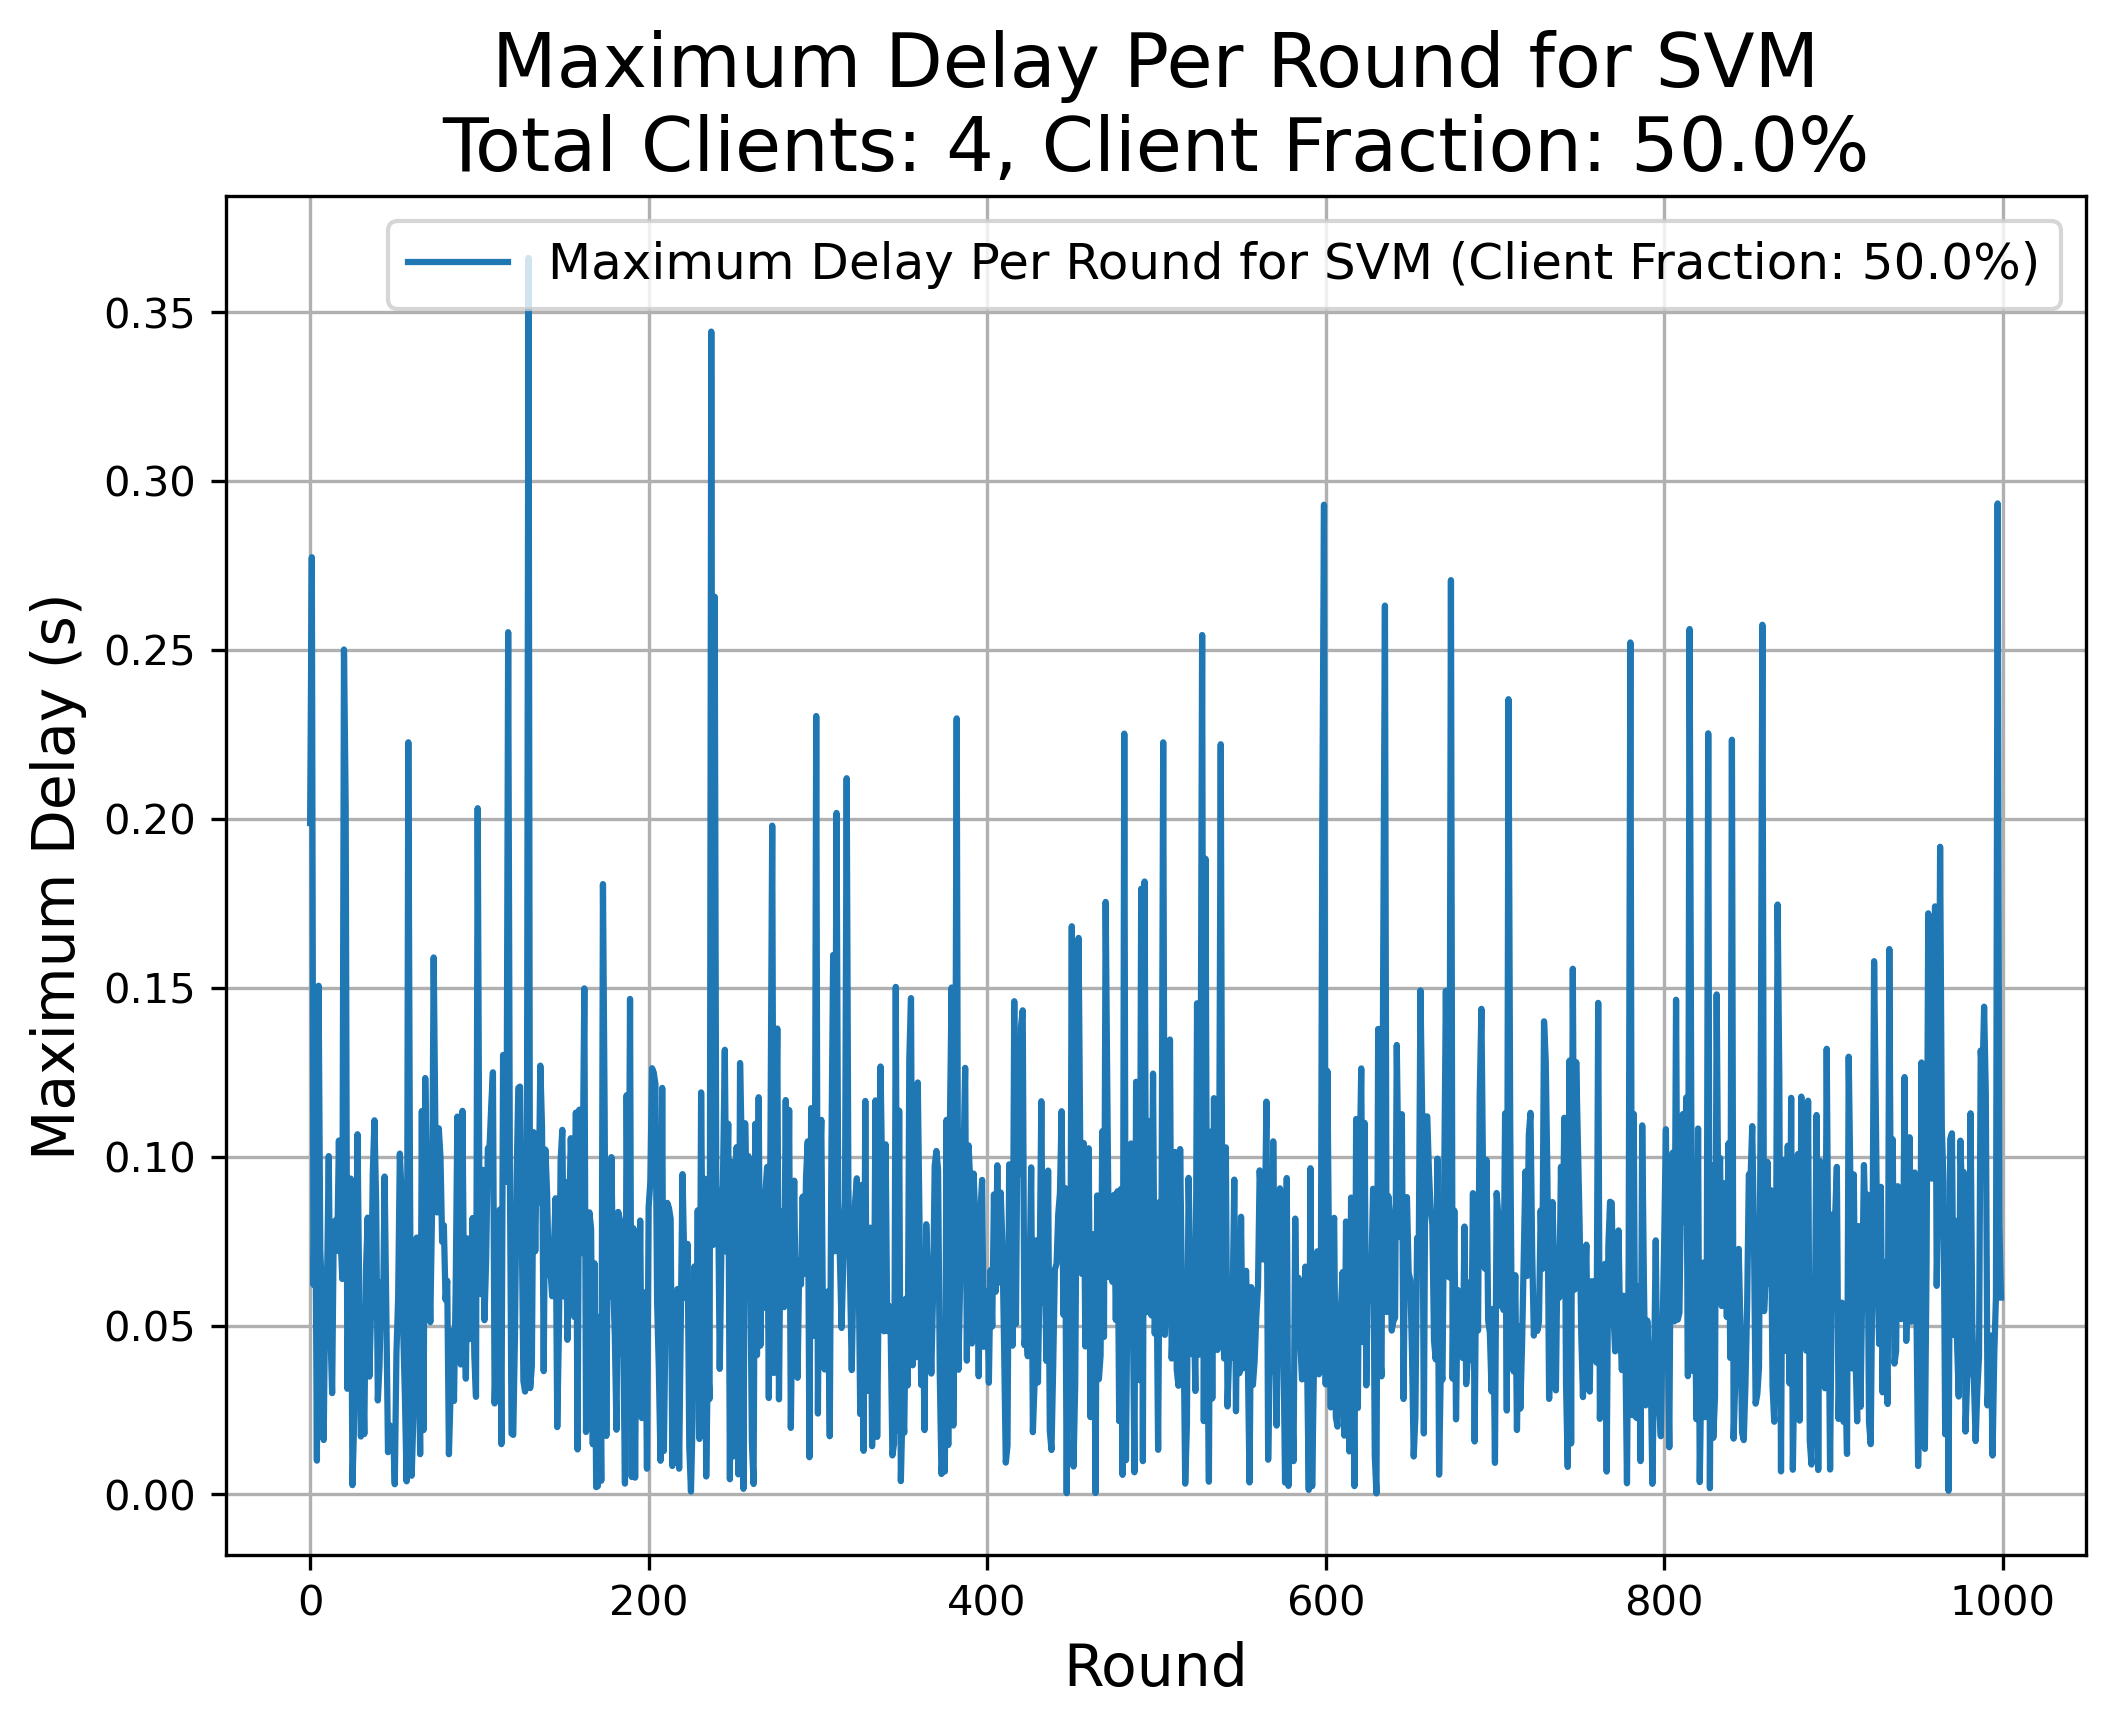 Maximum Delay Per Round for SVM
Total Clients: 4, Client Fraction: 50.0%
Maximum Delay Per Round for SVM (Client Fraction: 50.0%)
Maximum Delay (s)
0.35
0.30
0.25
0.20
0.15
0.10
0.05
0.00
0 200 400 600 800 1000
Round